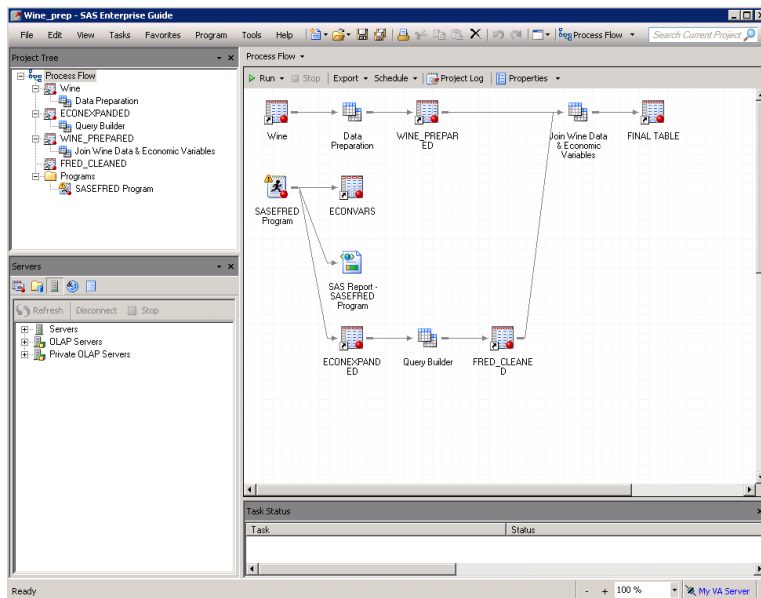 Wine_prep - SAS Enterprise Guide
File Edit View Tasks Favorites Program Tools Help Process Flow Search Current Project
Project Tree
Process Flow
Wine
Data Preparation
ECONEXPANDED
Query Builder
WINE_PREPARED
Join Wine Data & Economic Variables
FRED_CLEANED
Programs
SASEFRED Program
Servers
Refresh Disconnect Stop
Servers
OLAP Servers
Private OLAP Servers
Process Flow
Run Stop Export Schedule Project Log Properties
Wine
Data
Preparation
WINE_PREPAR
ED
Join Wine Data
& Economic
Variables
FINAL TABLE
SASEFRED
Program
ECONVARS
SAS Report -
SASEFRED
Program
ECONEXPAND
ED
Query Builder
FRED_CLEANE
D
Task Status
Task Status
Ready
- + 100 % My VA Server